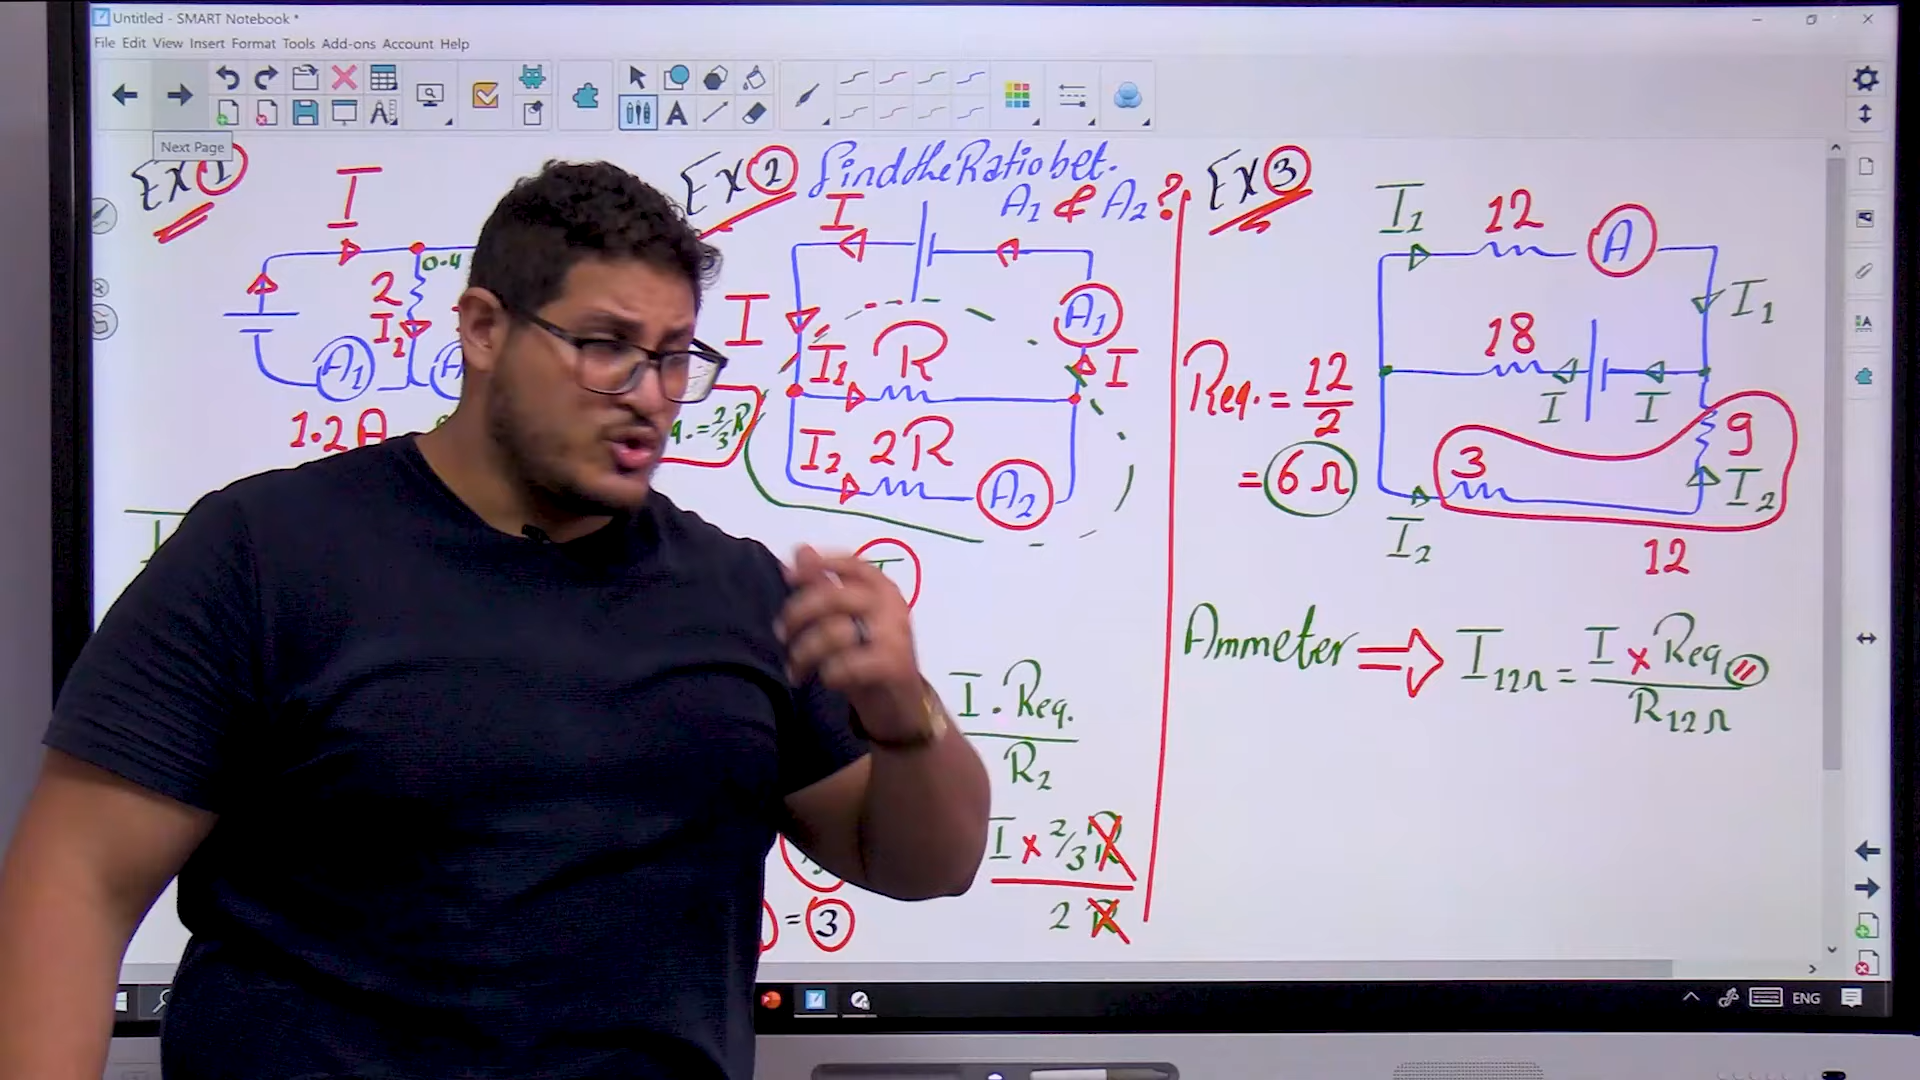 Untitled - SMART Notebook *
File Edit View Insert Format Tools Add-ons Account Help
Next Page
Ex 1
I
0.4
2
I2
A1
1.2 A
Ex 2 find the Ratio bet.
A1 & A2 ?
I
I
A1
I1 R
I
= 2/3 R
I2 2R
A2
I . Req.
R2
I x 2/3 R
2 R
= 3
Ex 3
I1 12 A
I1
18
Req. = 12
2
I I
= 6 Ω
3
9
I2
I2
12
Ammeter ⇒ I12Ω = I x Req //
R12Ω
ENG